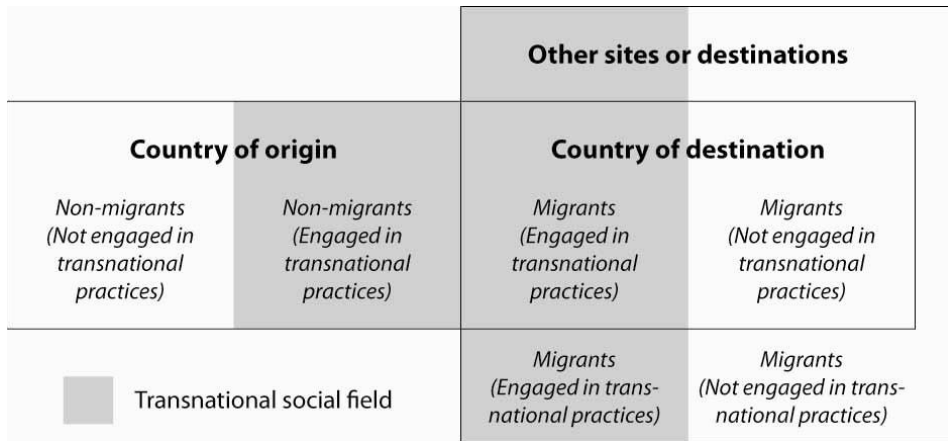 Other sites or destinations
Country of origin
Non-migrants
(Not engaged in
transnational
practices)
Non-migrants
(Engaged in
transnational
practices)
Country of destination
Migrants
(Engaged in
transnational
practices)
Migrants
(Not engaged in
transnational
practices)
Migrants
(Engaged in trans-
national practices)
Migrants
(Not engaged in trans-
national practices)
Transnational social field